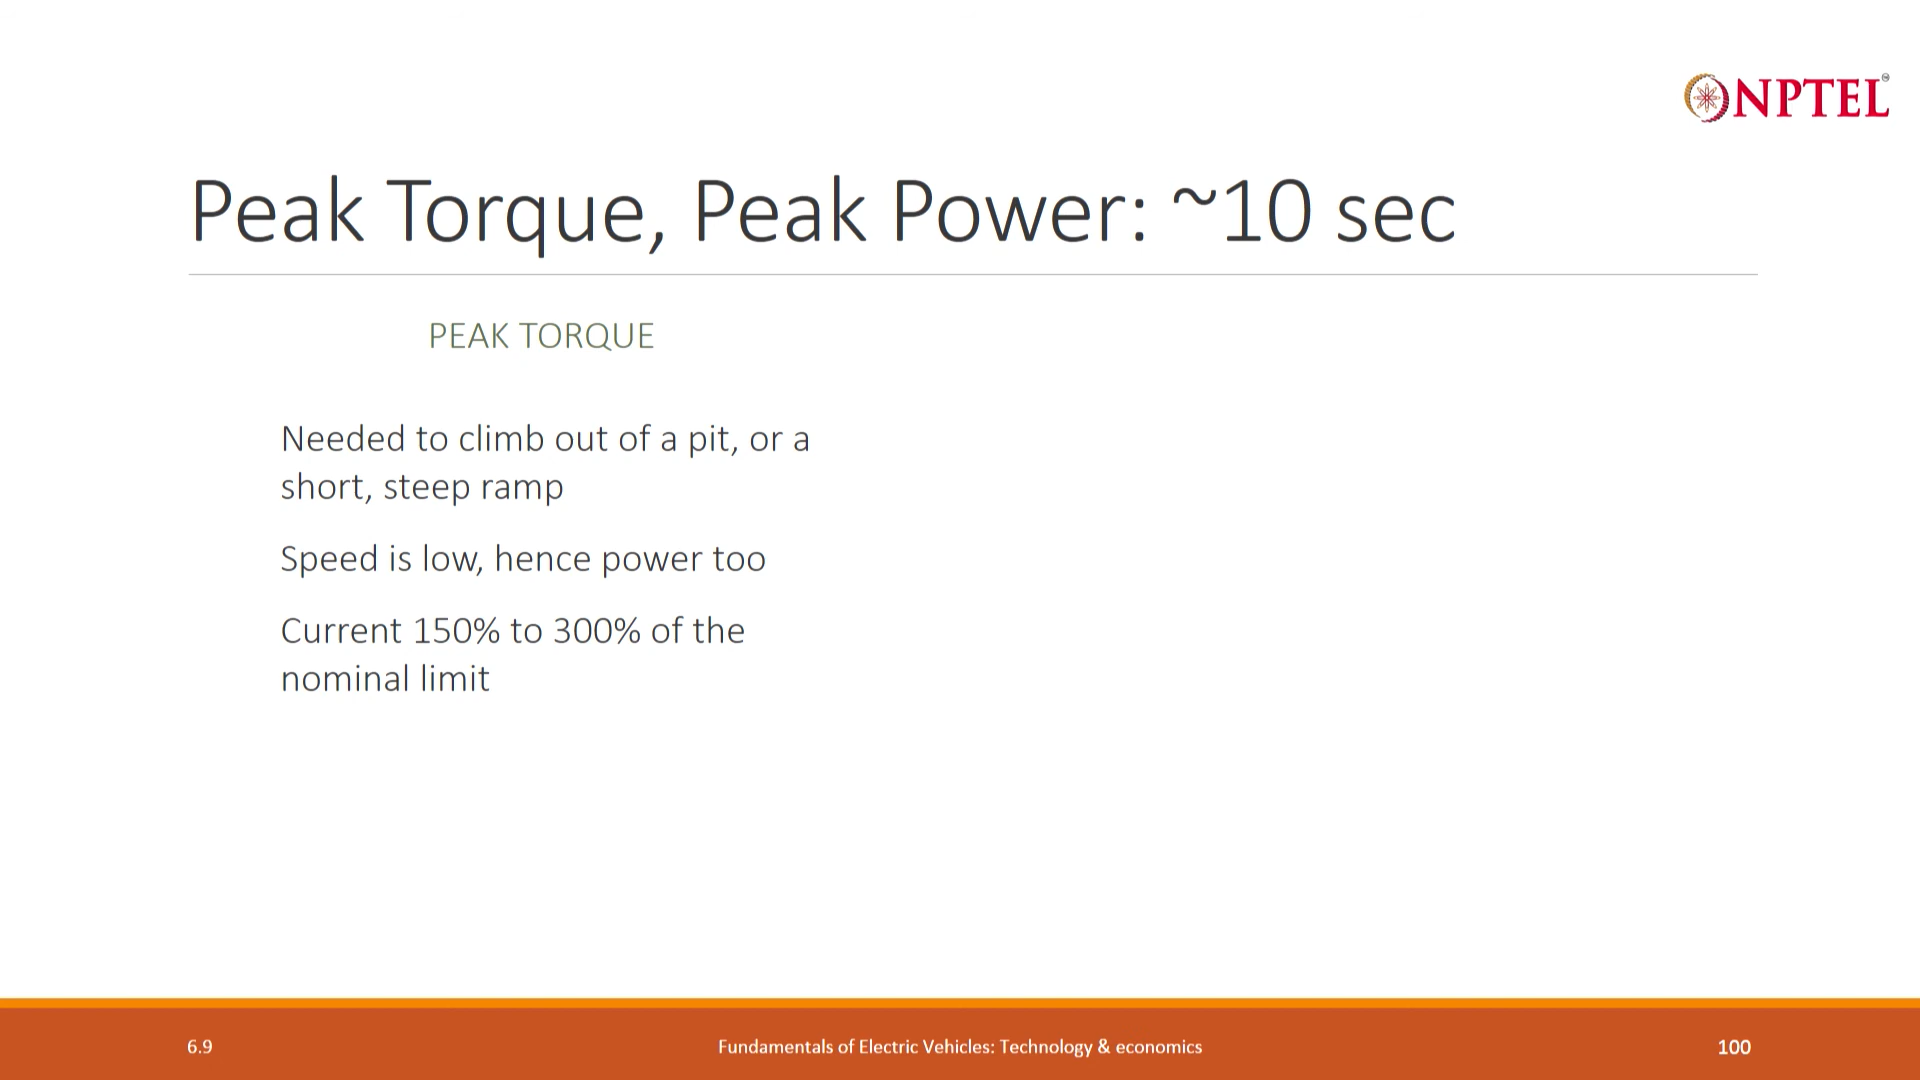 NPTEL
Peak Torque, Peak Power: ~10 sec
PEAK TORQUE
Needed to climb out of a pit, or a
short, steep ramp
Speed is low, hence power too
Current 150% to 300% of the
nominal limit
6.9
Fundamentals of Electric Vehicles: Technology & economics
100